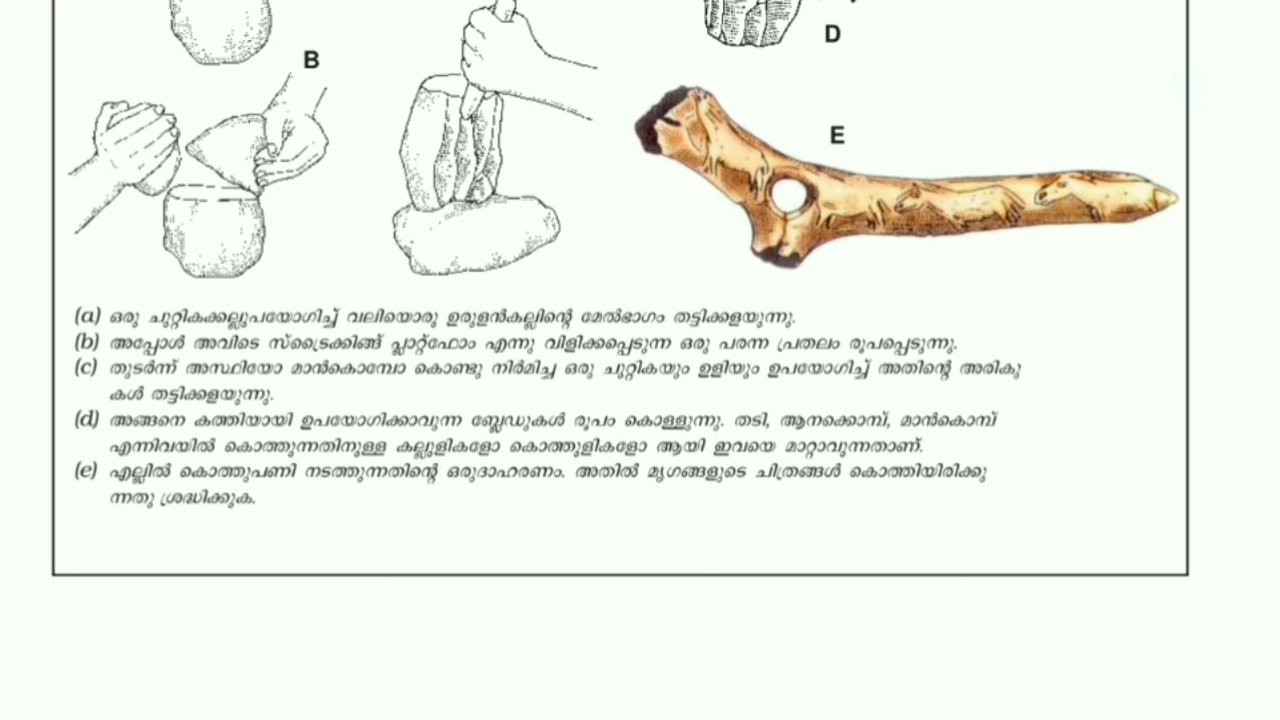 D
B
E
(a) ഒരു ചുറ്റികക്കല്ലുപയോഗിച്ച് വലിയൊരു ഉരുളൻകല്ലിന്റെ മേൽഭാഗം തട്ടിക്കളയുന്നു.
(b) അപ്പോൾ അവിടെ സ്ട്രൈക്കിങ്ങ് പ്ലാറ്റ്ഫോം എന്നു വിളിക്കപ്പെടുന്ന ഒരു പരന്ന പ്രതലം രൂപപ്പെടുന്നു.
(c) തുടർന്ന് അസ്ഥിയോ മാൻകൊമ്പോ കൊണ്ടു നിർമിച്ച ഒരു ചുറ്റികയും ഉളിയും ഉപയോഗിച്ച് അതിന്റെ അരികു
കൾ തട്ടിക്കളയുന്നു.
(d) അങ്ങനെ കത്തിയായി ഉപയോഗിക്കാവുന്ന ബ്ലേഡുകൾ രൂപം കൊള്ളുന്നു. തടി, ആനക്കൊമ്പ്, മാൻകൊമ്പ്
എന്നിവയിൽ കൊത്തുന്നതിനുള്ള കല്ലുളികളോ കൊത്തുളികളോ ആയി ഇവയെ മാറ്റാവുന്നതാണ്.
(e) എല്ലിൽ കൊത്തുപണി നടത്തുന്നതിന്റെ ഒരുദാഹരണം. അതിൽ മൃഗങ്ങളുടെ ചിത്രങ്ങൾ കൊത്തിയിരിക്കു
ന്നതു ശ്രദ്ധിക്കുക.